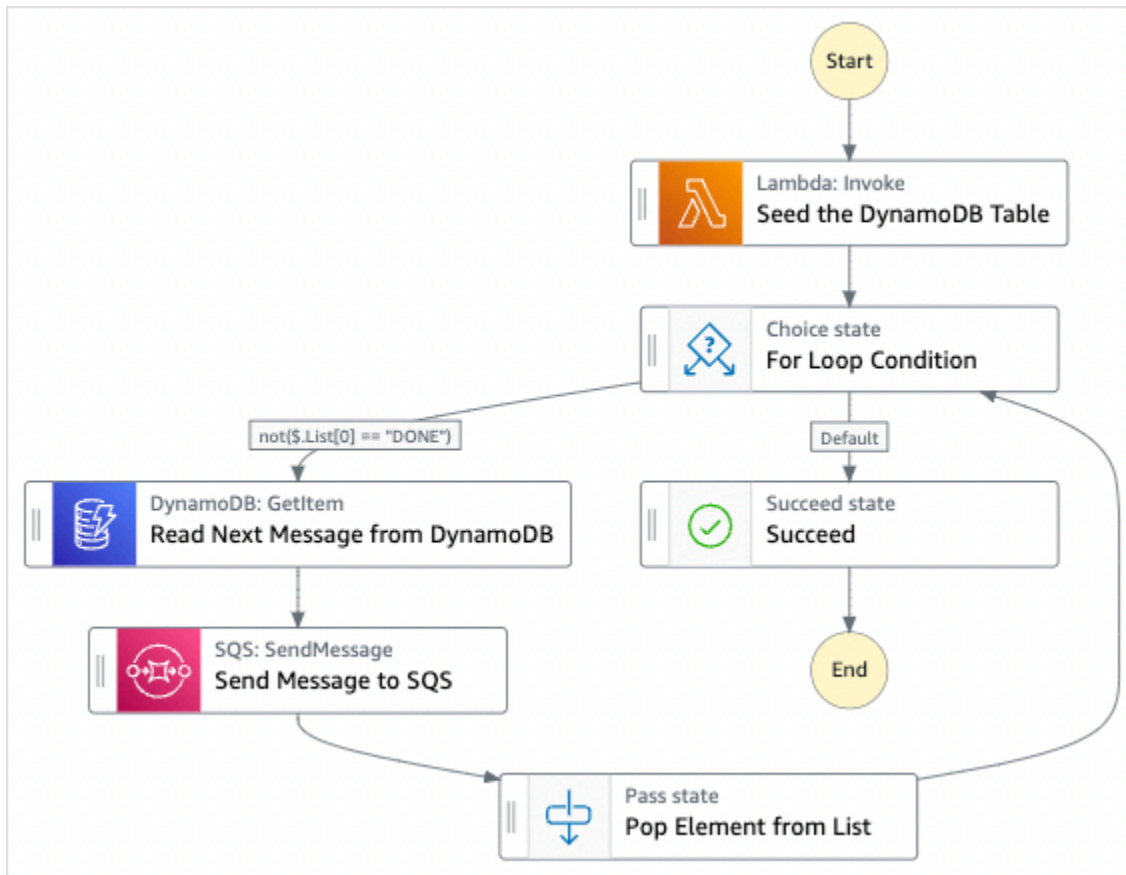 Start
Lambda: Invoke
Seed the DynamoDB Table
Choice state
For Loop Condition
not($.List[0] == "DONE")
Default
DynamoDB: GetItem
Read Next Message from DynamoDB
Succeed state
Succeed
SQS: SendMessage
Send Message to SQS
End
Pass state
Pop Element from List